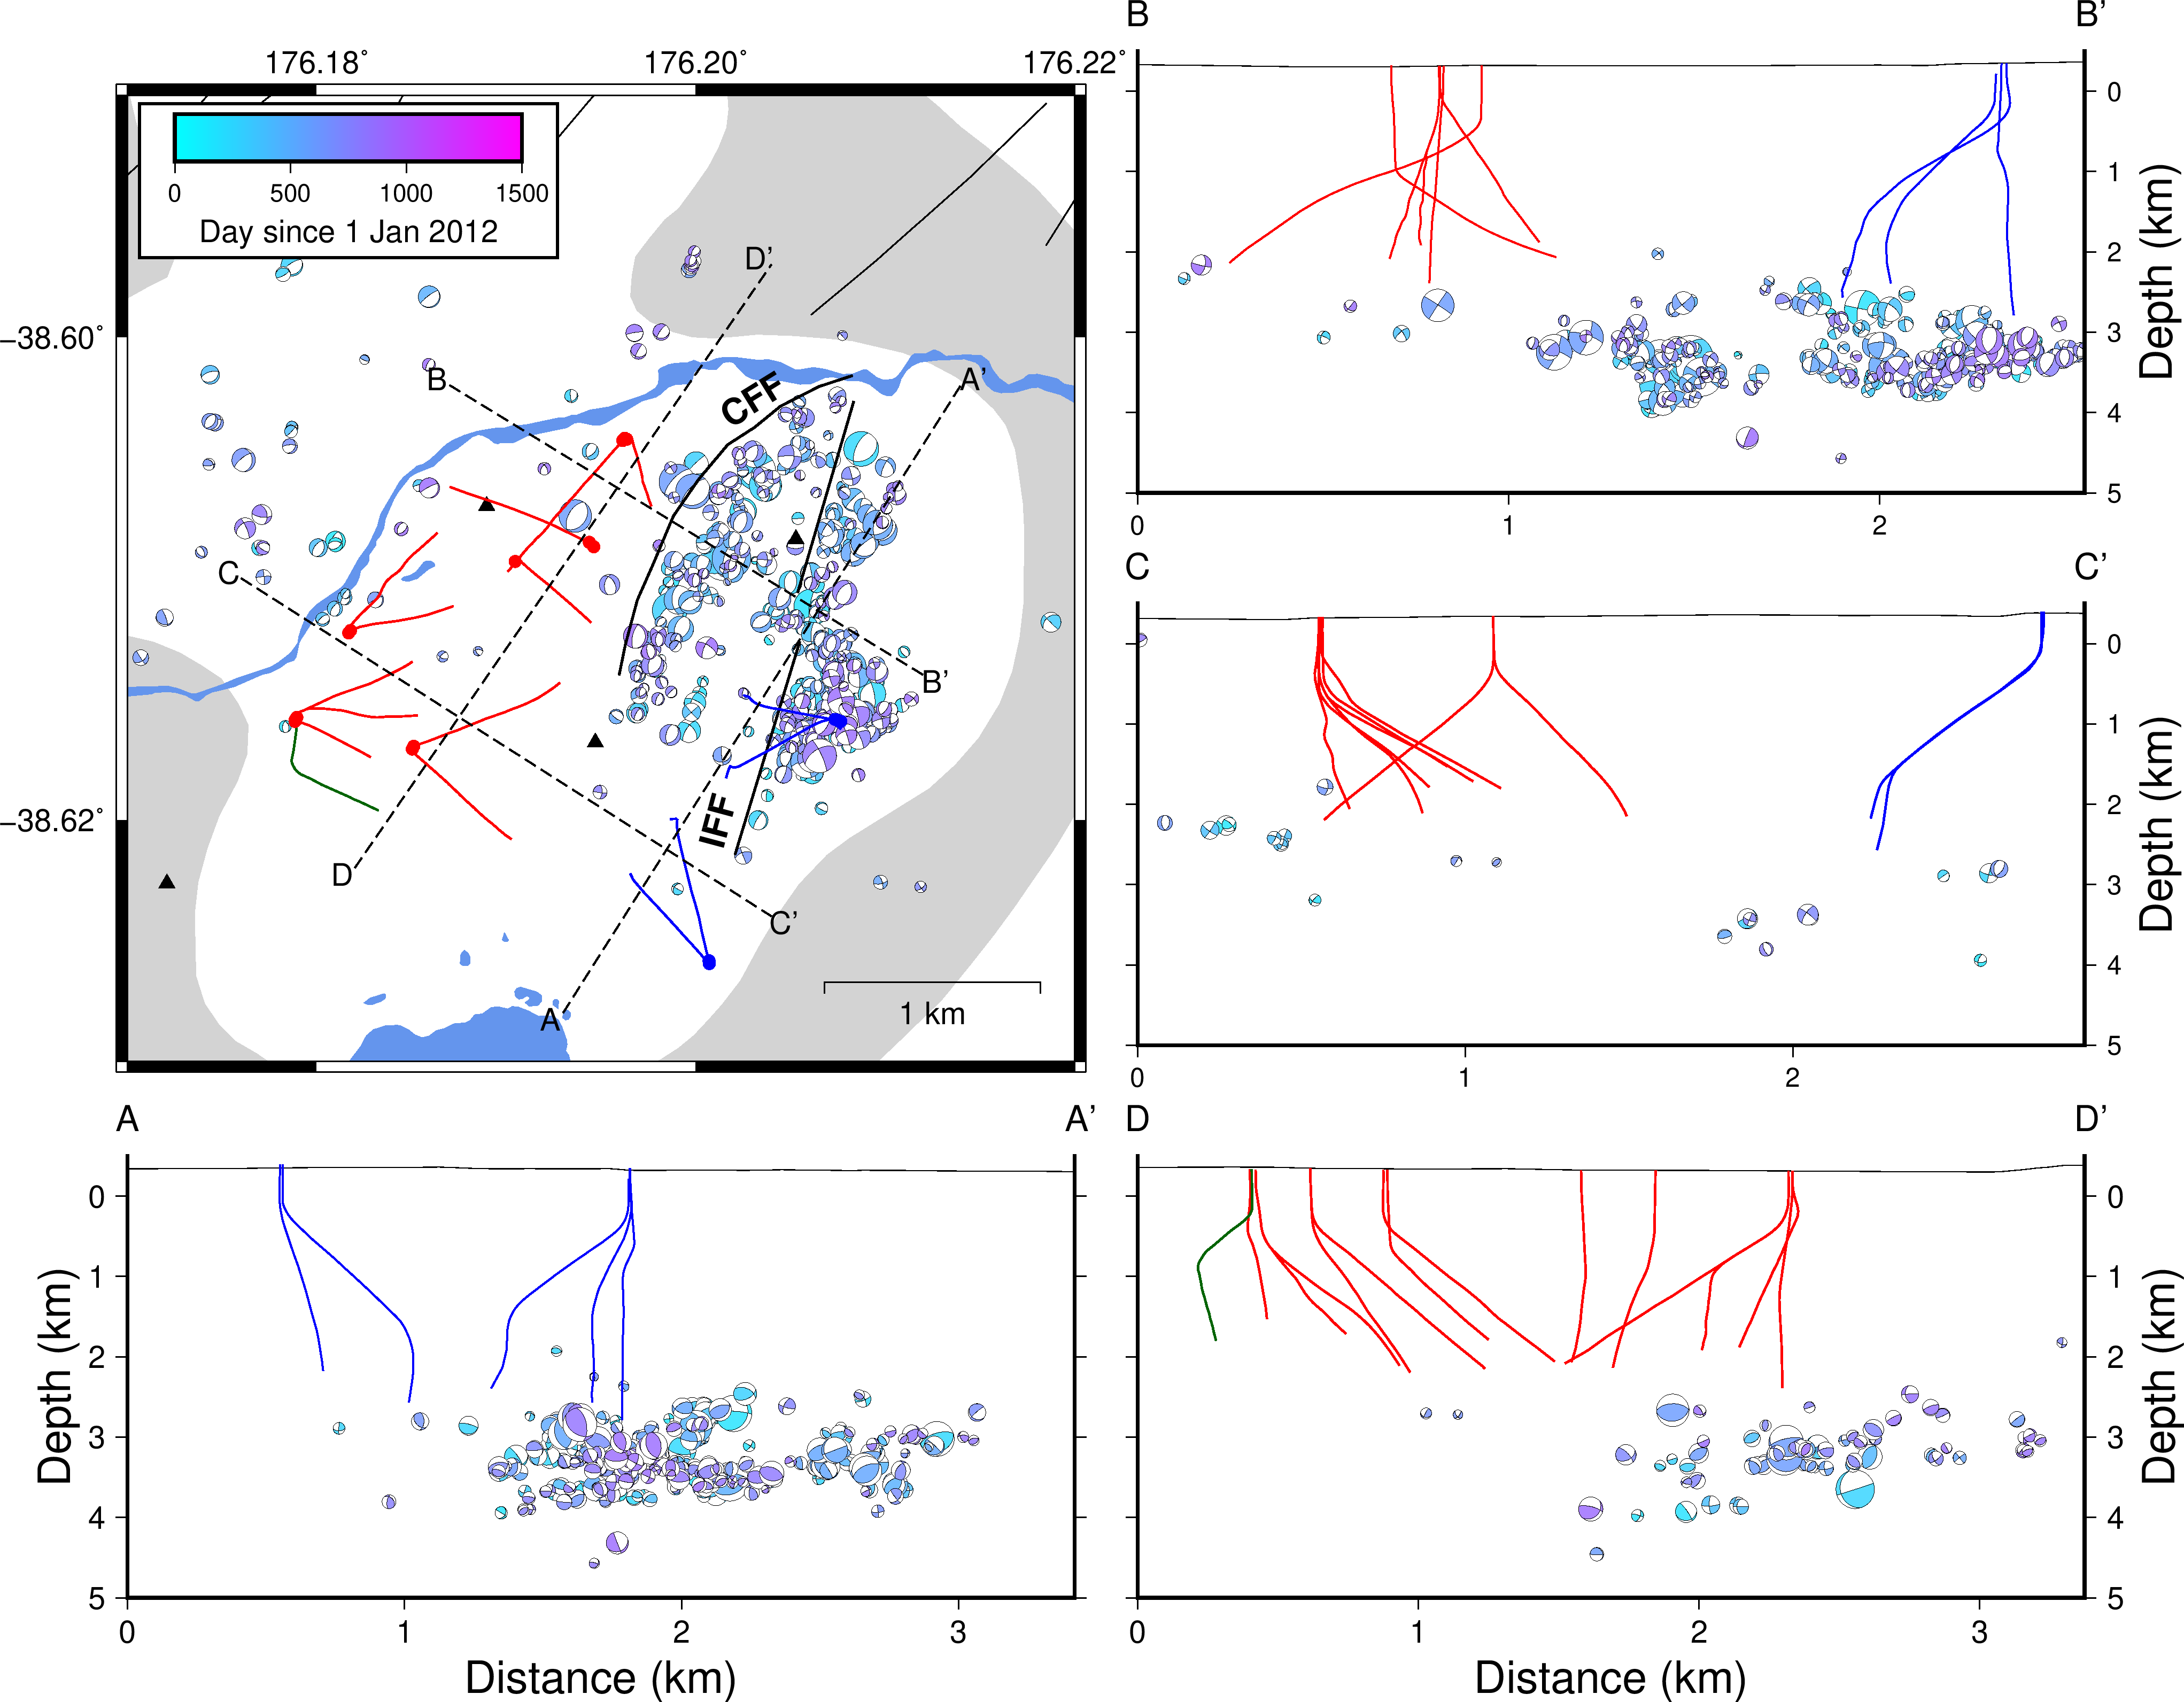 176.18° 176.20° 176.22°
0 500 1000 1500
Day since 1 Jan 2012
−38.60°
−38.62°
D’
B
A’
CFF
C
B’
IFF
D
C’
A
1 km
B B’
0
1
2
3
4
5
Depth (km)
0 1 2
C C’
0
1
2
3
4
5
Depth (km)
0 1 2
A A’
0
1
2
3
4
5
Depth (km)
0 1 2 3
Distance (km)
D D’
0
1
2
3
4
5
Depth (km)
0 1 2 3
Distance (km)